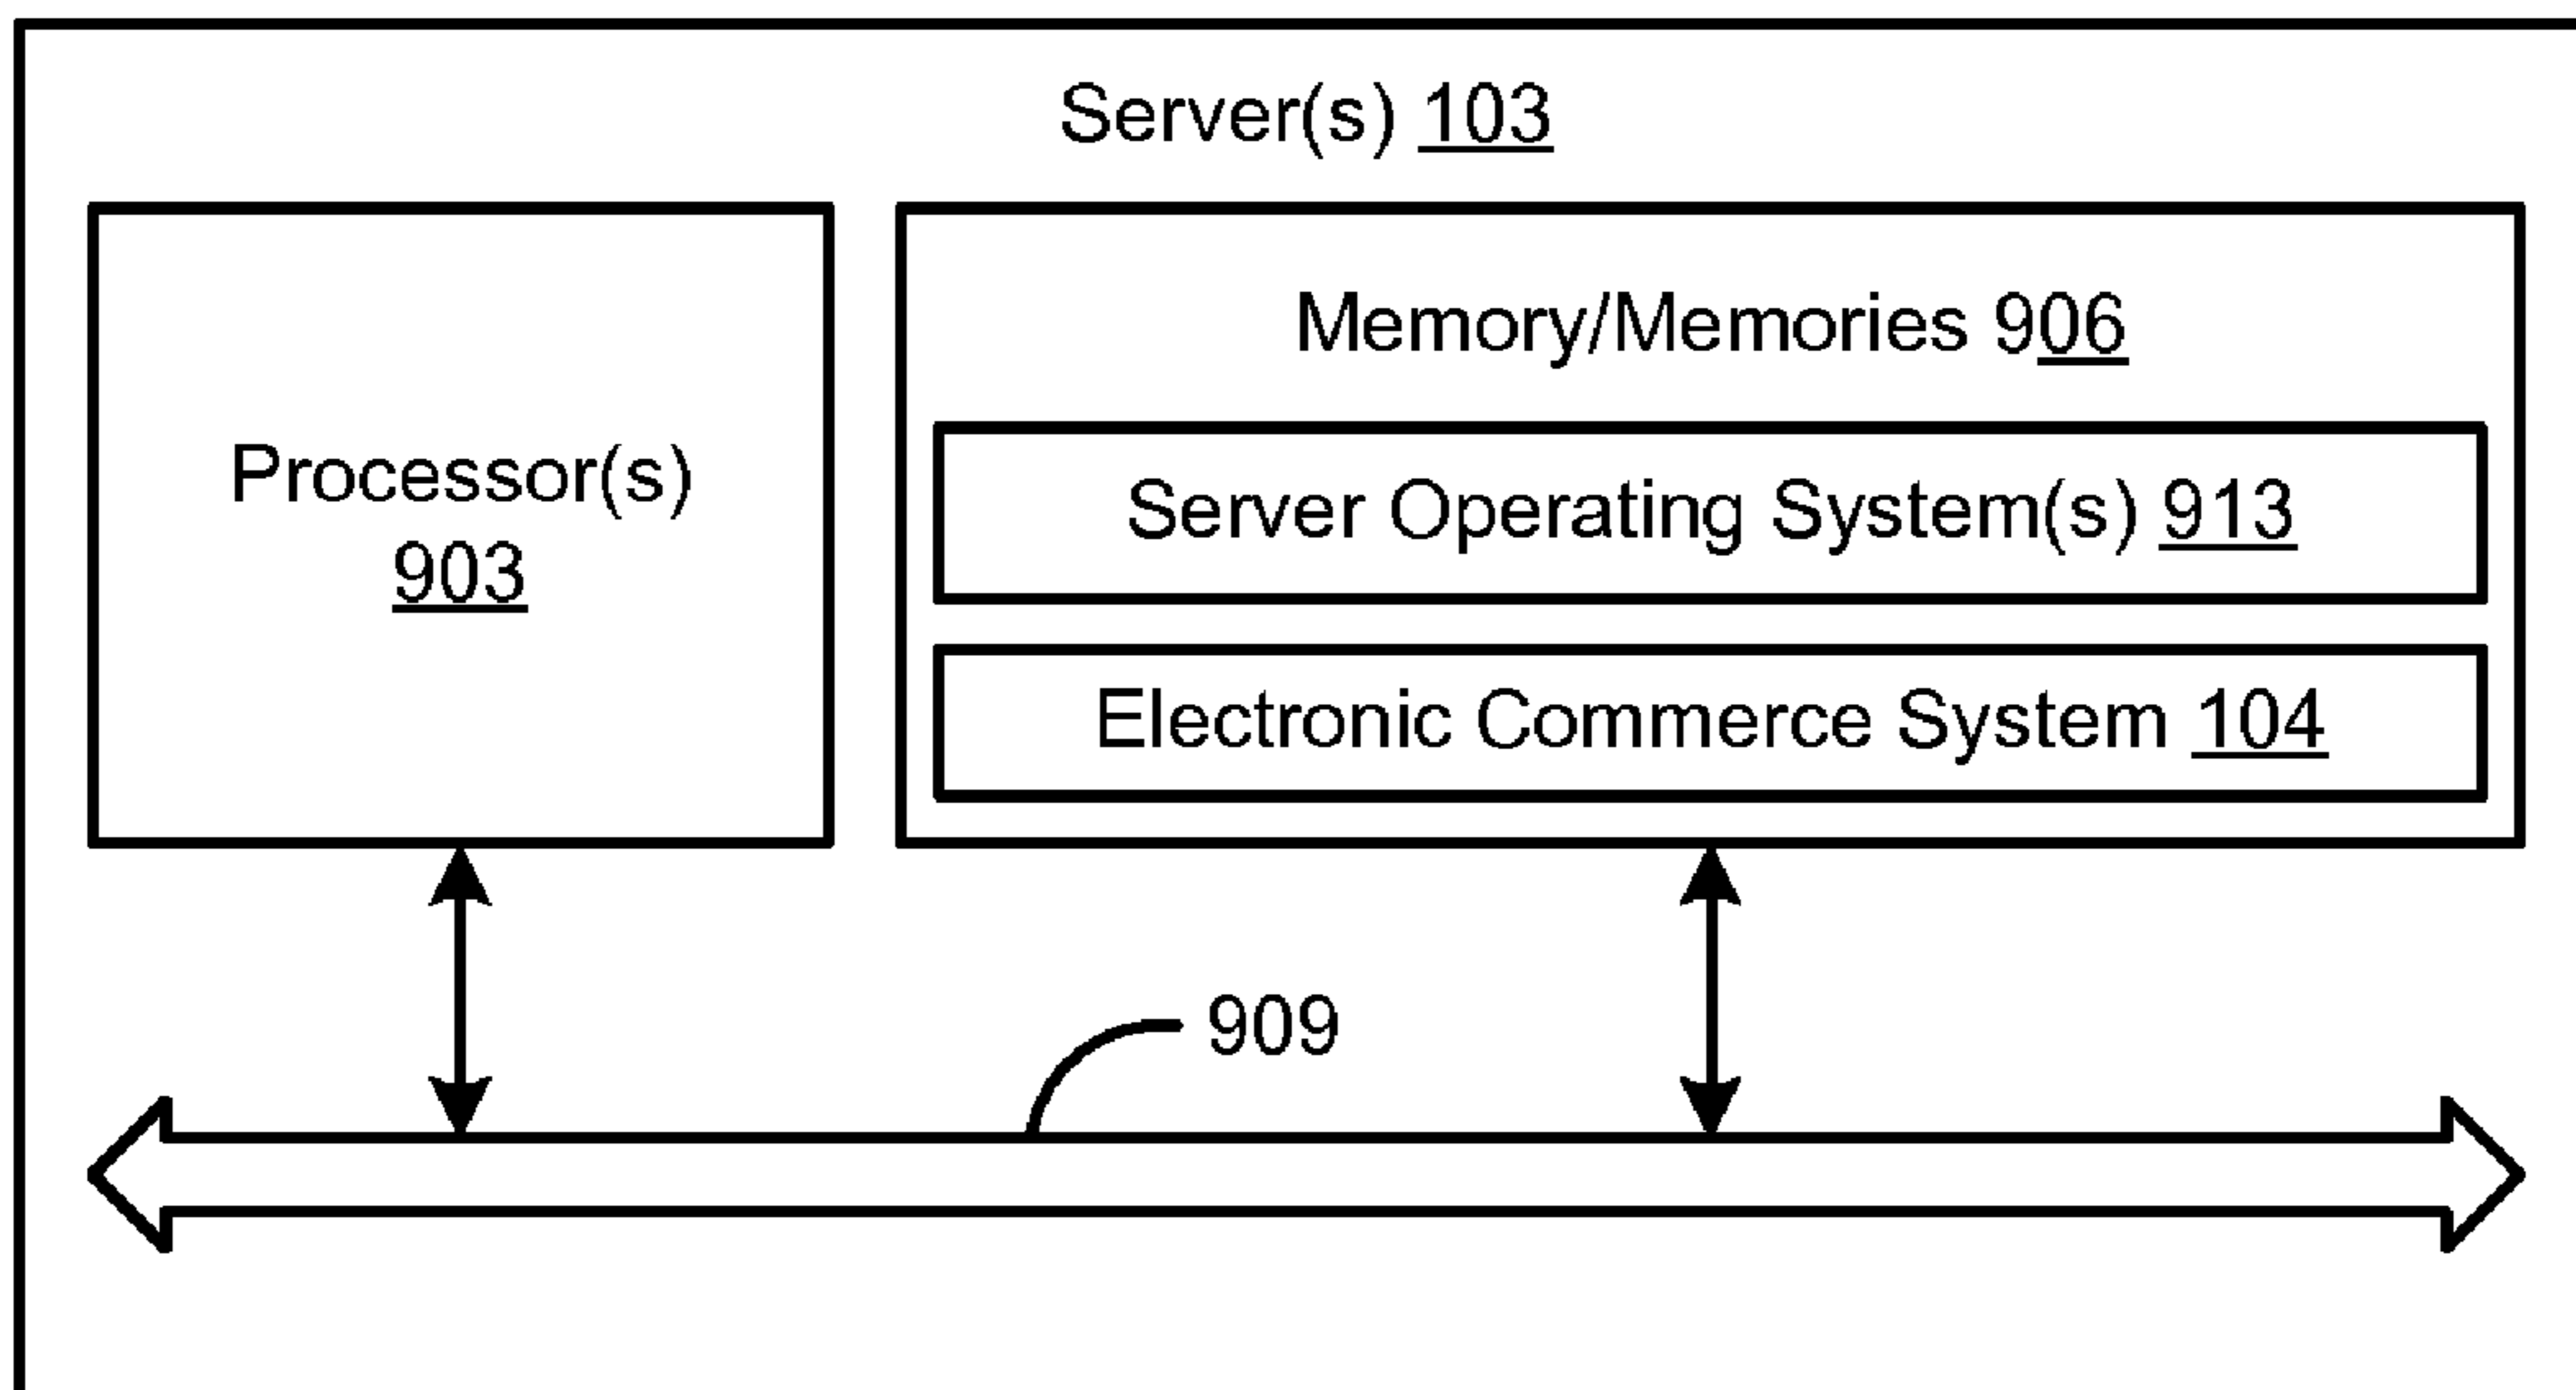 Server(s) 103
Processor(s)
903
Memory/Memories 906
Server Operating System(s) 913
Electronic Commerce System 104
909